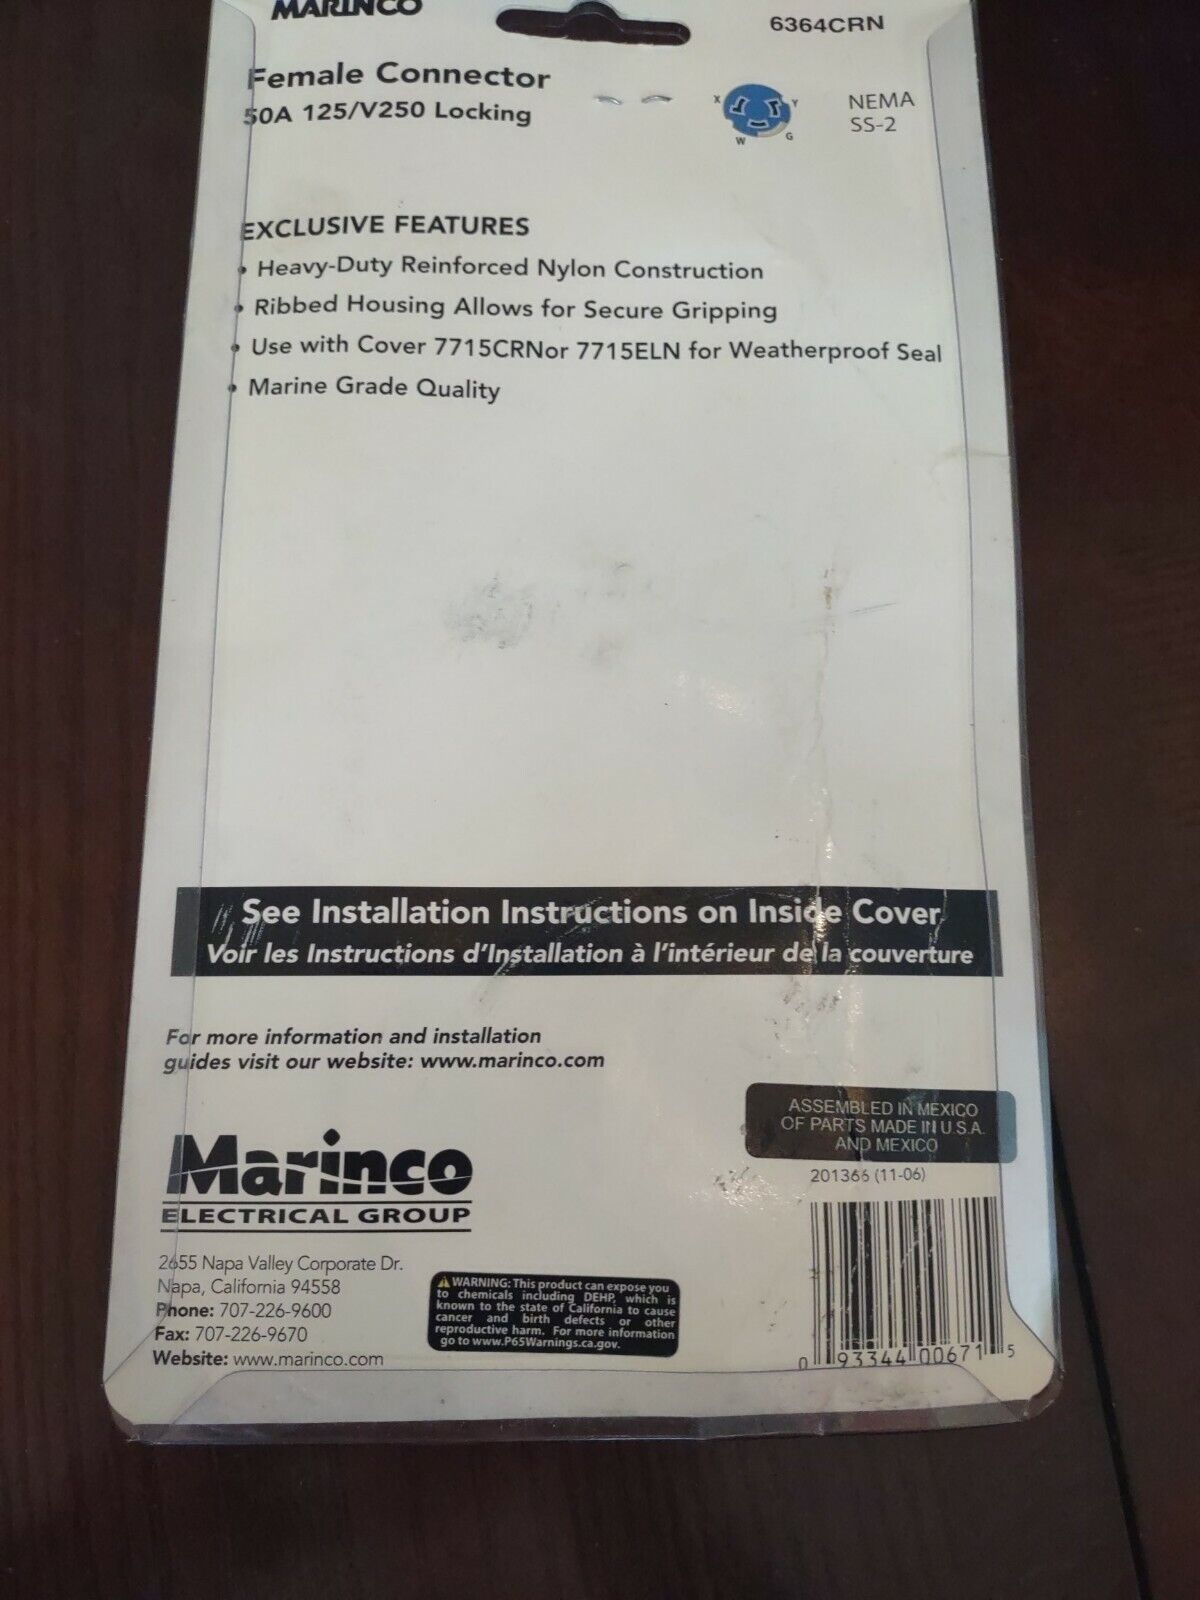 MARINCO
6364CRN
Female Connector
50A 125/V250 Locking
X
Y
W
G
NEMA
SS-2
EXCLUSIVE FEATURES
• Heavy-Duty Reinforced Nylon Construction
• Ribbed Housing Allows for Secure Gripping
• Use with Cover 7715CRNor 7715ELN for Weatherproof Seal
• Marine Grade Quality
See Installation Instructions on Inside Cover
Voir les Instructions d'Installation à l'intérieur de la couverture
For more information and installation
guides visit our website: www.marinco.com
ASSEMBLED IN MEXICO
OF PARTS MADE IN U.S.A.
AND MEXICO
201366 (11-06)
Marinco
ELECTRICAL GROUP
2655 Napa Valley Corporate Dr.
Napa, California 94558
Phone: 707-226-9600
Fax: 707-226-9670
Website: www.marinco.com
⚠ WARNING: This product can expose you
to chemicals including DEHP, which is
known to the state of California to cause
cancer and birth defects or other
reproductive harm. For more information
go to www.P65Warnings.ca.gov.
0 93344 00671 5